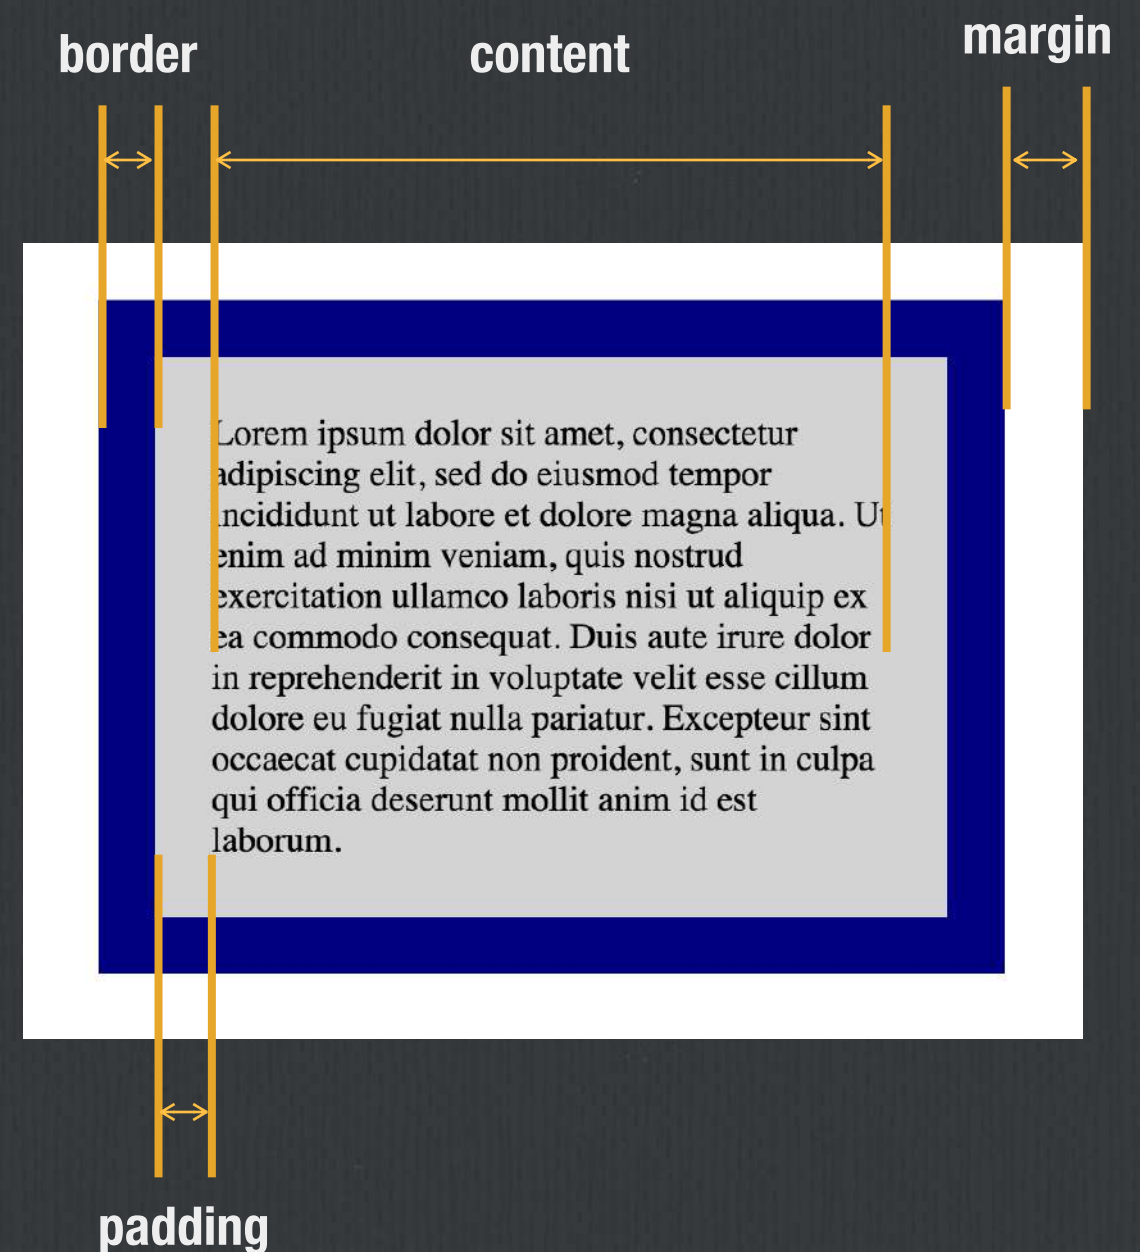 border
content
margin
Lorem ipsum dolor sit amet, consectetur
adipiscing elit, sed do eiusmod tempor
incididunt ut labore et dolore magna aliqua. Ut
enim ad minim veniam, quis nostrud
exercitation ullamco laboris nisi ut aliquip ex
ea commodo consequat. Duis aute irure dolor
in reprehenderit in voluptate velit esse cillum
dolore eu fugiat nulla pariatur. Excepteur sint
occaecat cupidatat non proident, sunt in culpa
qui officia deserunt mollit anim id est
laborum.
padding